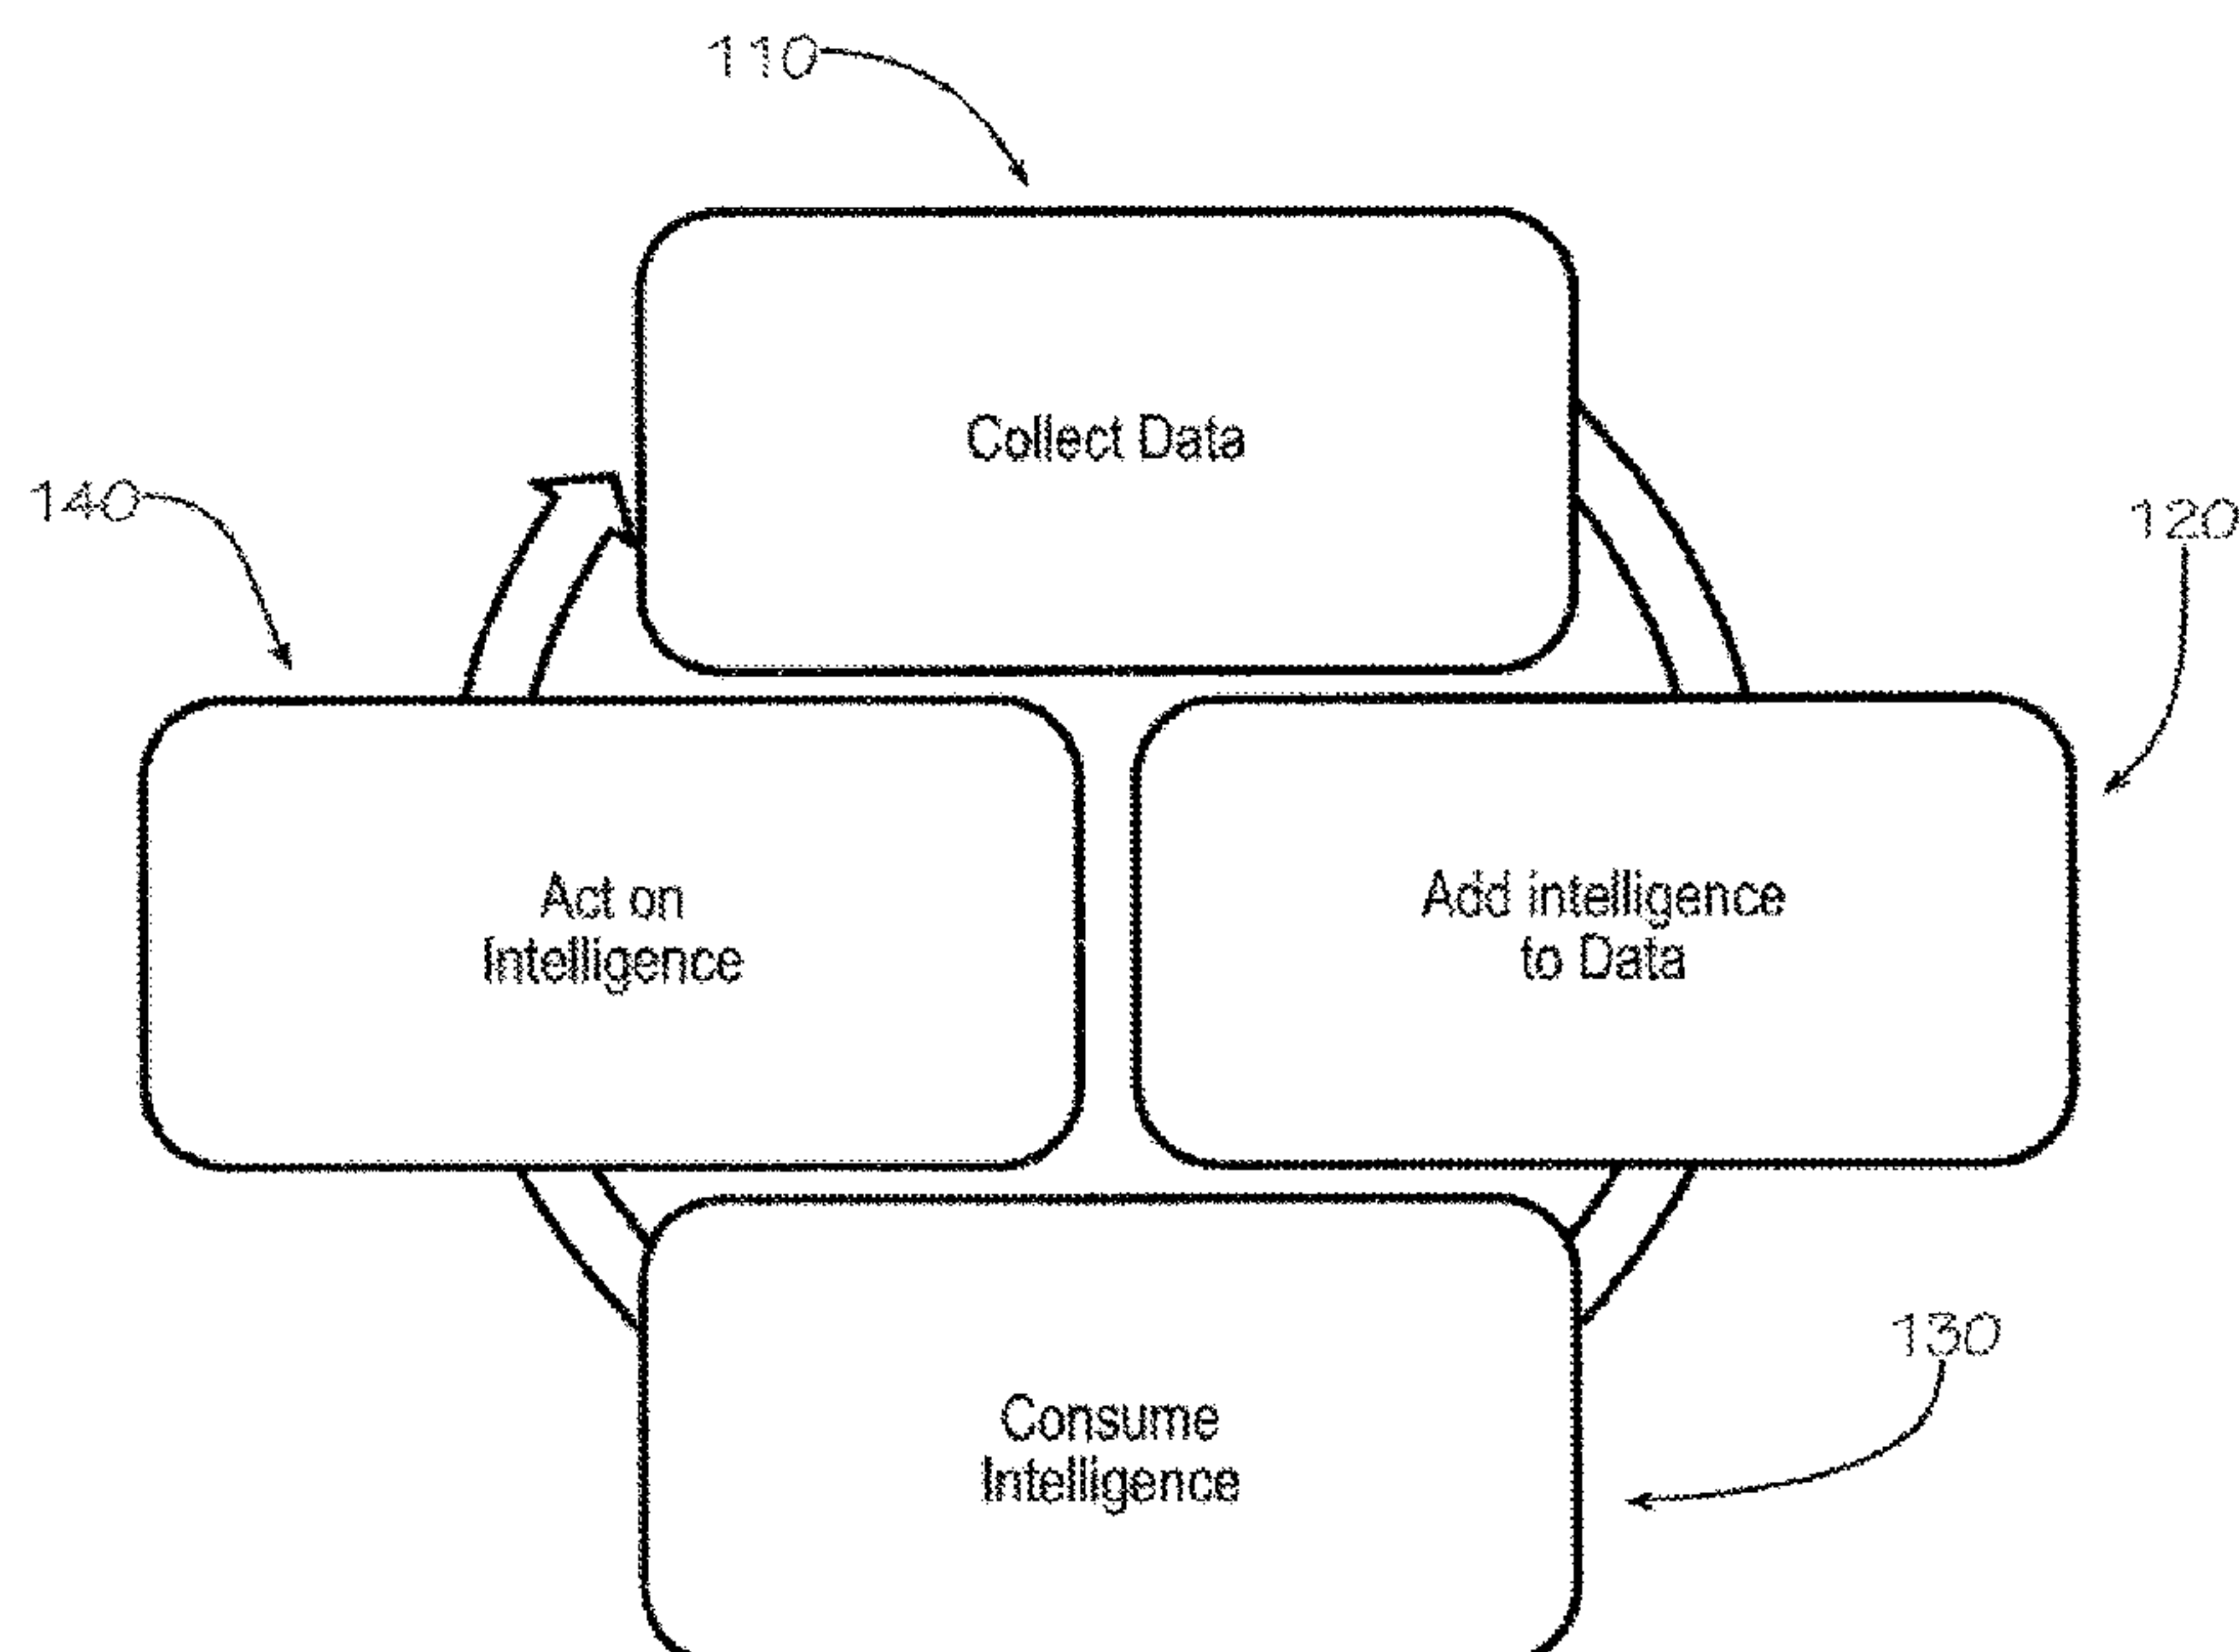 110
Collect Data
140
120
Act on
Intelligence
Add intelligence
to Data
130
Consume
Intelligence